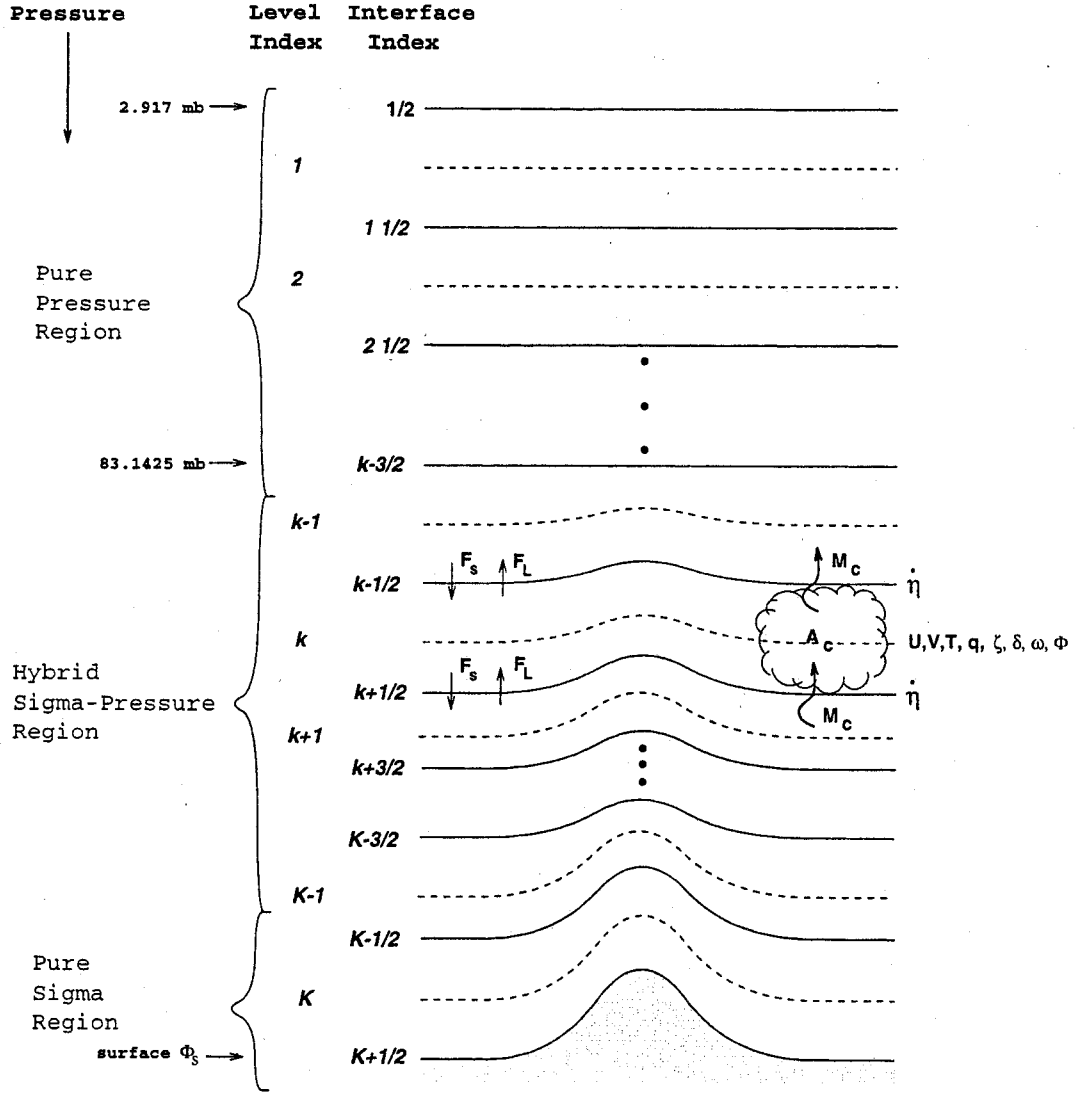 Pressure
Level Index
Interface Index
2.917 mb
1/2
1
1 1/2
Pure Pressure Region
2
2 1/2
83.1425 mb
k-3/2
k-1
F_s F_L
M_c
k-1/2
η̇
k
A_c
U,V,T, q, ζ, δ, ω, Φ
Hybrid Sigma-Pressure Region
F_s F_L
k+1/2
η̇
M_c
k+1
k+3/2
K-3/2
K-1
K-1/2
Pure Sigma Region
K
surface Φ_s
K+1/2